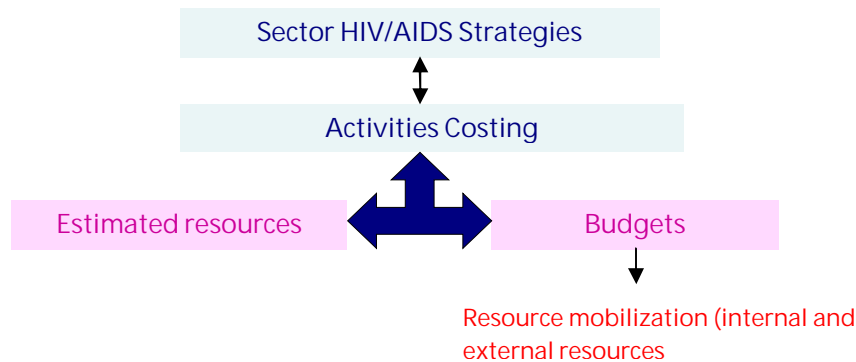 Sector HIV/AIDS Strategies
Activities Costing
Estimated resources
Budgets
Resource mobilization (internal and
external resources